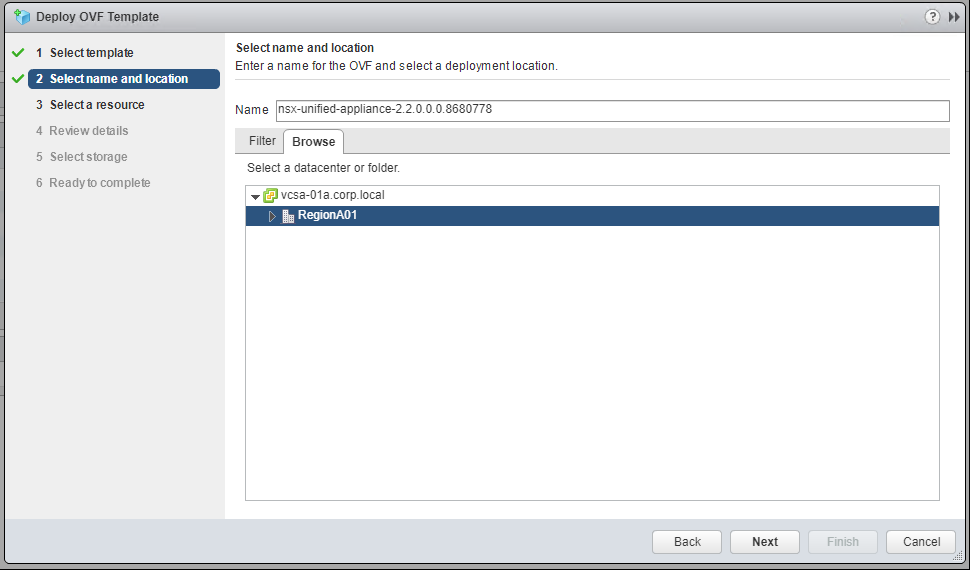 Deploy OVF Template
?
1 Select template
2 Select name and location
3 Select a resource
4 Review details
5 Select storage
6 Ready to complete
Select name and location
Enter a name for the OVF and select a deployment location.
Name nsx-unified-appliance-2.2.0.0.0.8680778
Filter Browse
Select a datacenter or folder.
vcsa-01a.corp.local
RegionA01
Back Next Finish Cancel